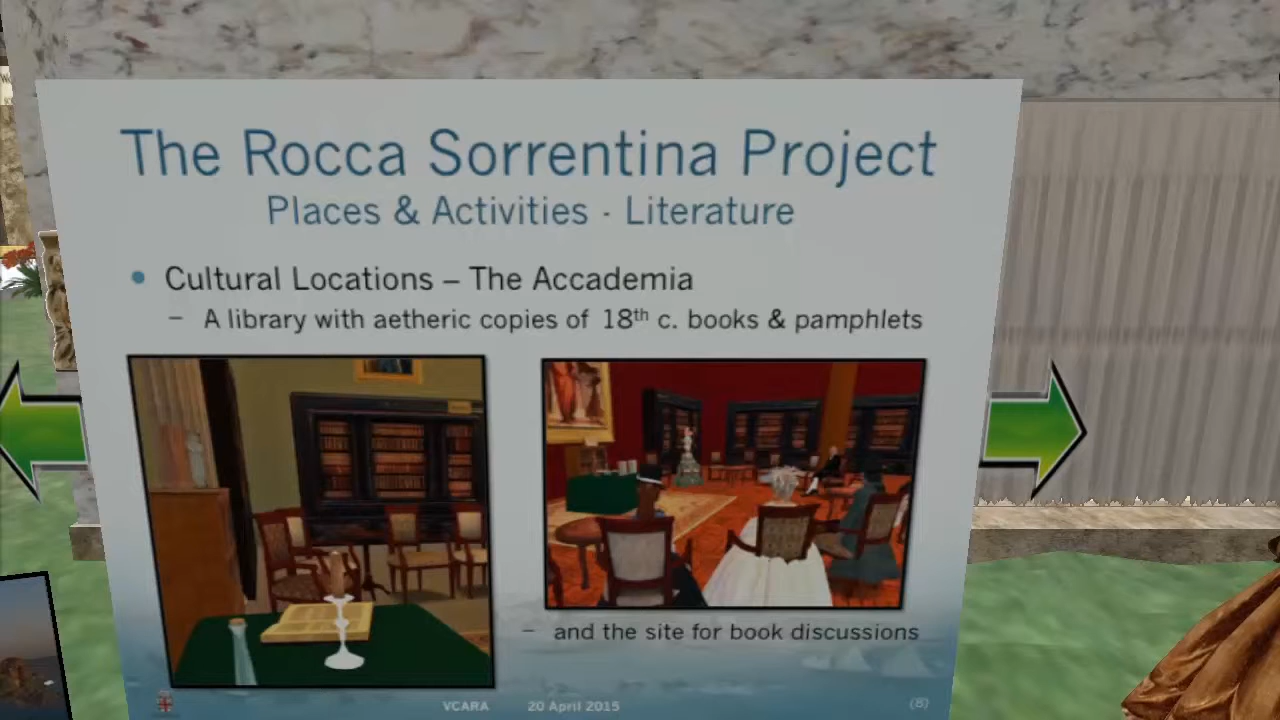 The Rocca Sorrentina Project
Places & Activities - Literature
• Cultural Locations – The Accademia
– A library with aetheric copies of 18th c. books & pamphlets
– and the site for book discussions
VCARA 20 April 2015 (8)